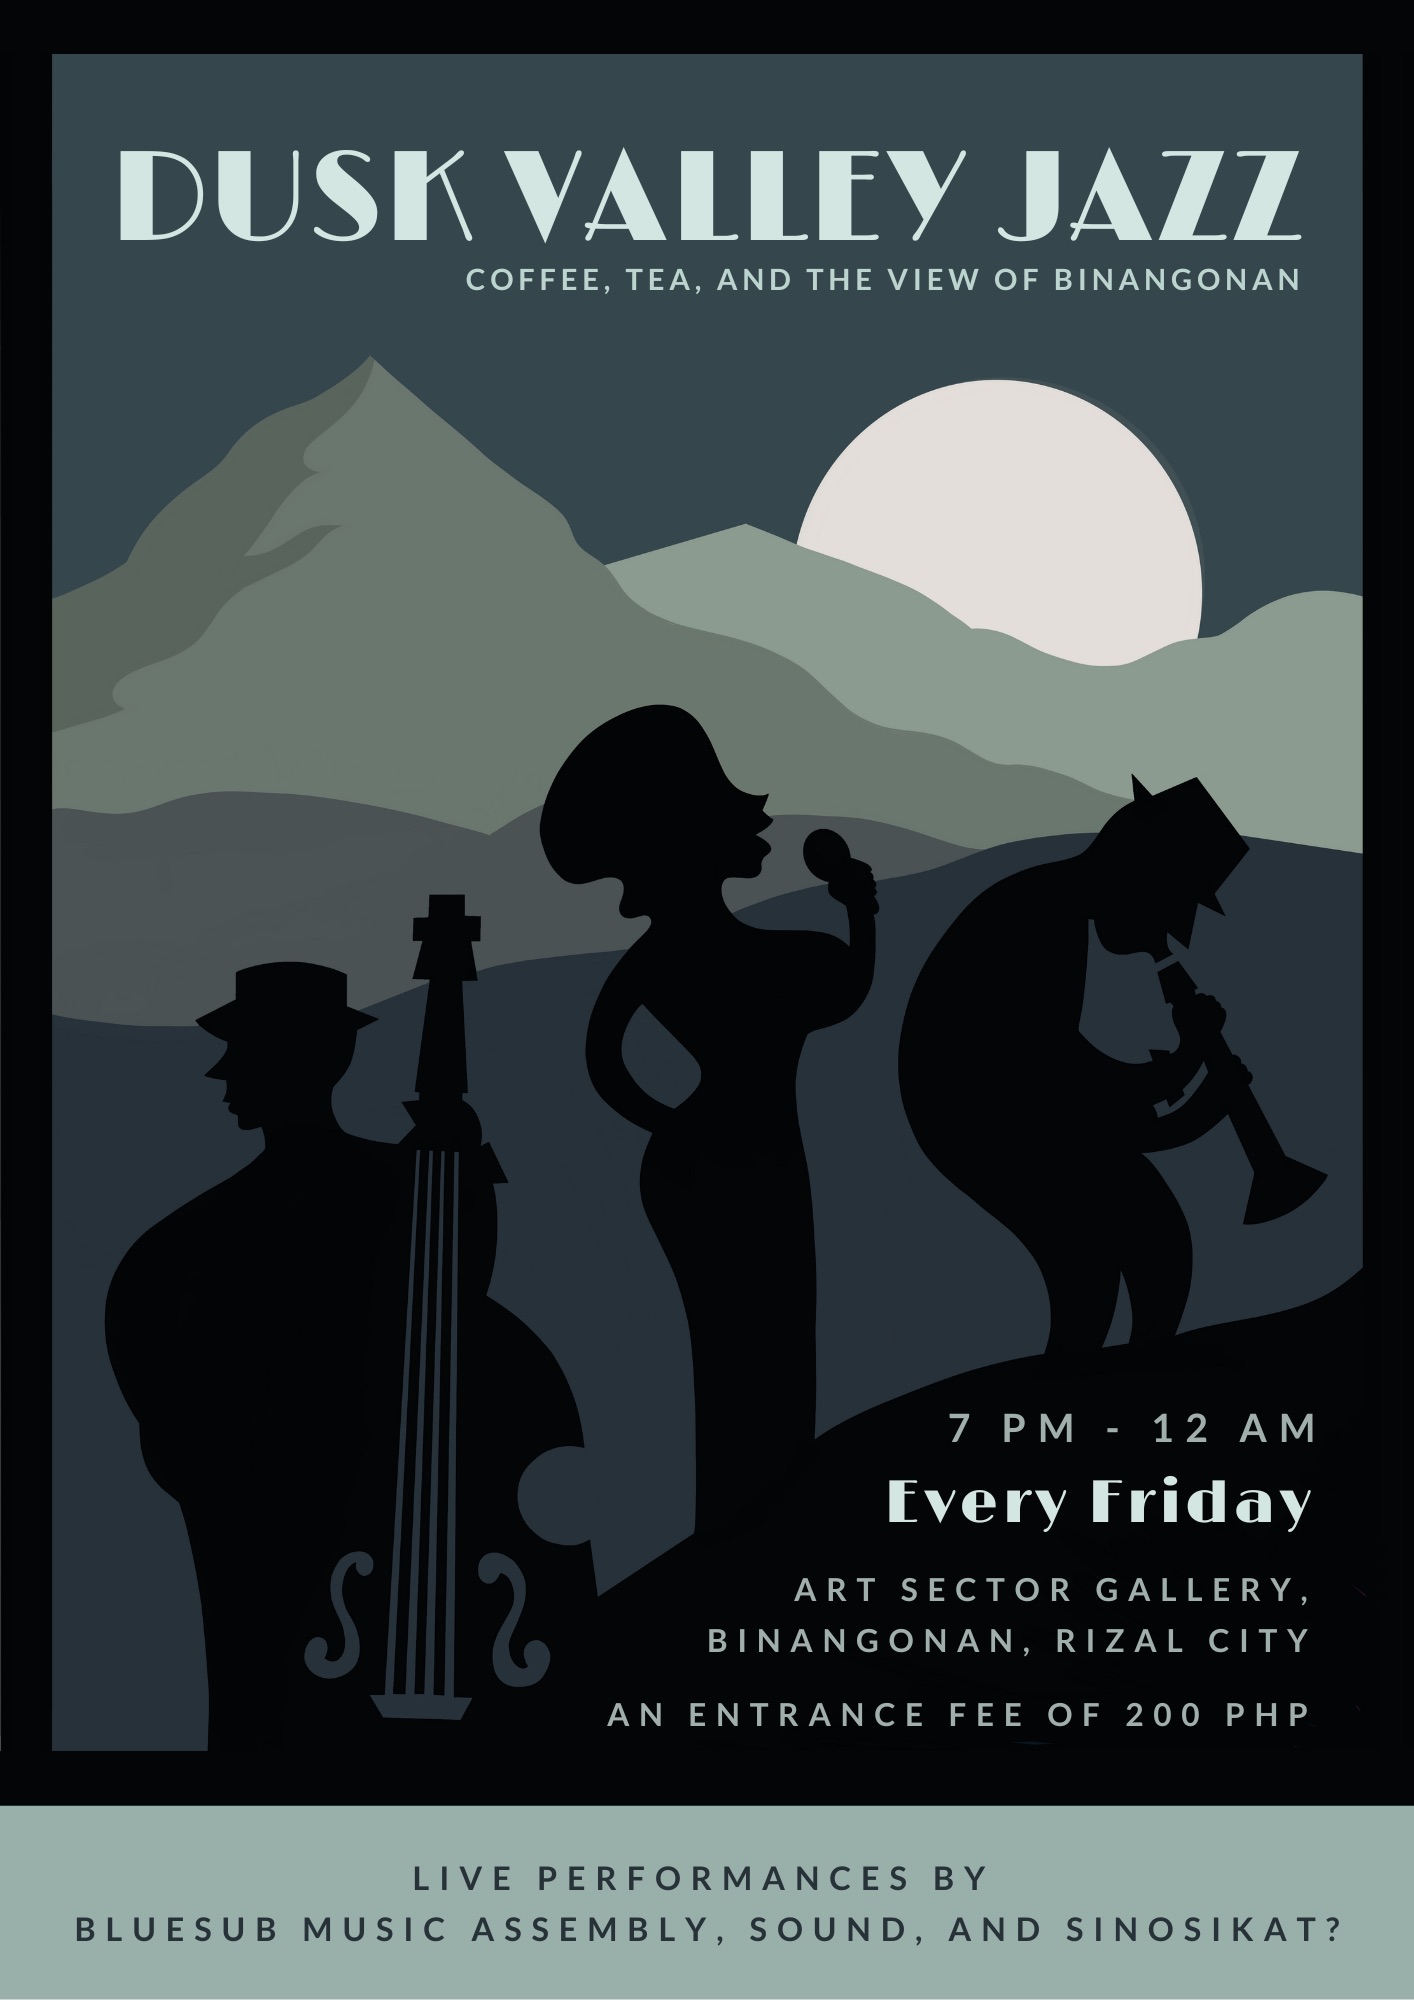 DUSK VALLEY JAZZ
COFFEE, TEA, AND THE VIEW OF BINANGONAN
7 PM - 12 AM
Every Friday
ART SECTOR GALLERY,
BINANGONAN, RIZAL CITY
AN ENTRANCE FEE OF 200 PHP
LIVE PERFORMANCES BY
BLUESUB MUSIC ASSEMBLY, SOUND, AND SINOSIKAT?